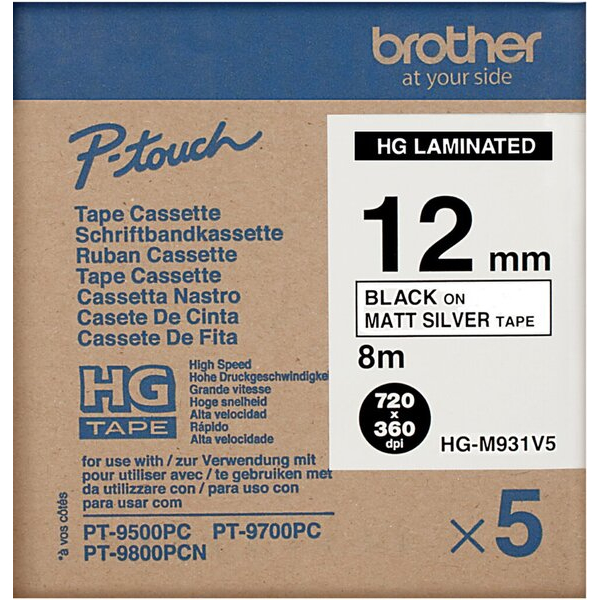 brother
at your side
P-touch
HG LAMINATED
12 mm
BLACK ON
MATT SILVER TAPE
8m
720
x
360
dpi
HG-M931V5
Tape Cassette
Schriftbandkassette
Ruban Cassette
Tape Cassette
Cassetta Nastro
Casete De Cinta
Cassete De Fita
HG
TAPE
High Speed
Hohe Druckgeschwindigkei
Grande vitesse
Hoge snelheid
Alta velocidad
Rápido
Alta velocidade
for use with / zur Verwendung mit
pour utiliser avec / te gebruiken met
da utilizzare con / para uso con
para usar com
PT-9500PC PT-9700PC
PT-9800PCN
*à vos côtés
x5